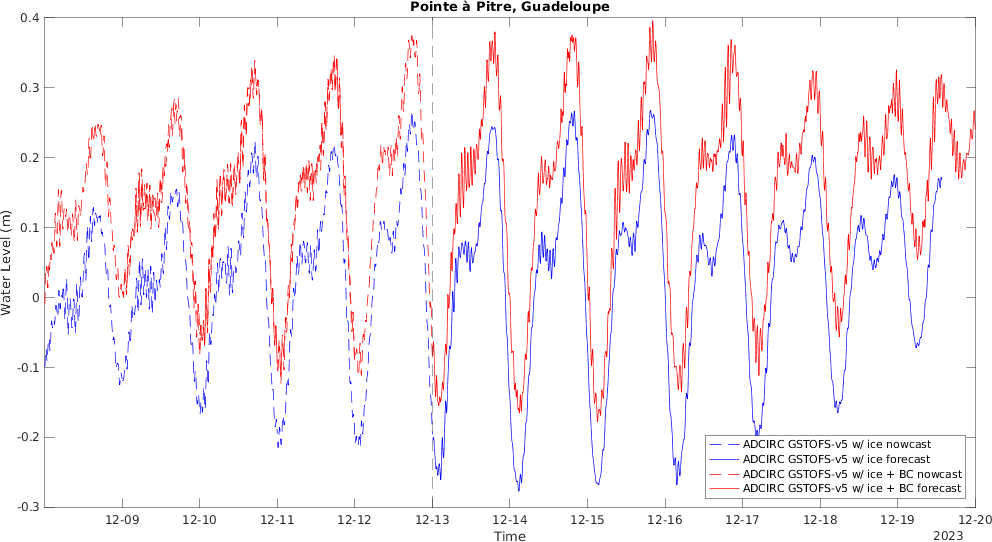 Pointe à Pitre, Guadeloupe
Water Level (m)
0.4
0.3
0.2
0.1
0
-0.1
-0.2
-0.3
ADCIRC GSTOFS-v5 w/ ice nowcast
ADCIRC GSTOFS-v5 w/ ice forecast
ADCIRC GSTOFS-v5 w/ ice + BC nowcast
ADCIRC GSTOFS-v5 w/ ice + BC forecast
12-09 12-10 12-11 12-12 12-13 12-14 12-15 12-16 12-17 12-18 12-19 12-20
Time
2023